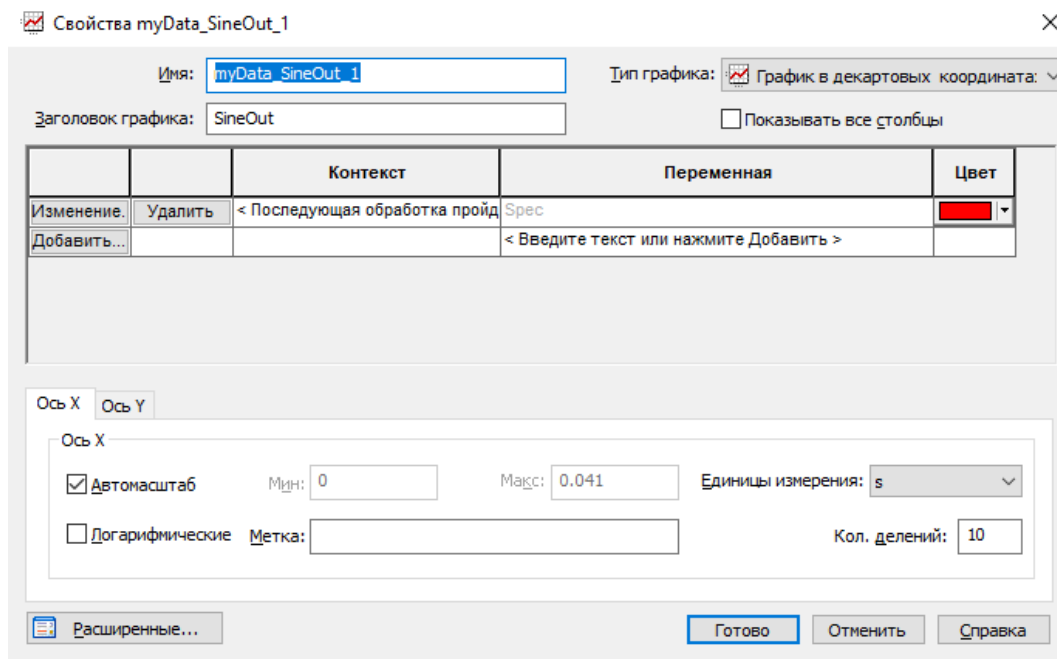 Свойства myData_SineOut_1
Имя: myData_SineOut_1 Тип графика: График в декартовых координата:
Заголовок графика: SineOut Показывать все столбцы
Контекст Переменная Цвет
Изменение. Удалить < Последующая обработка пройд Spec
Добавить... < Введите текст или нажмите Добавить >
Ось X Ось Y
Ось X
Автомасштаб Мин: 0 Макс: 0.041 Единицы измерения: s
Логарифмические Метка: Кол. делений: 10
Расширенные... Готово Отменить Справка